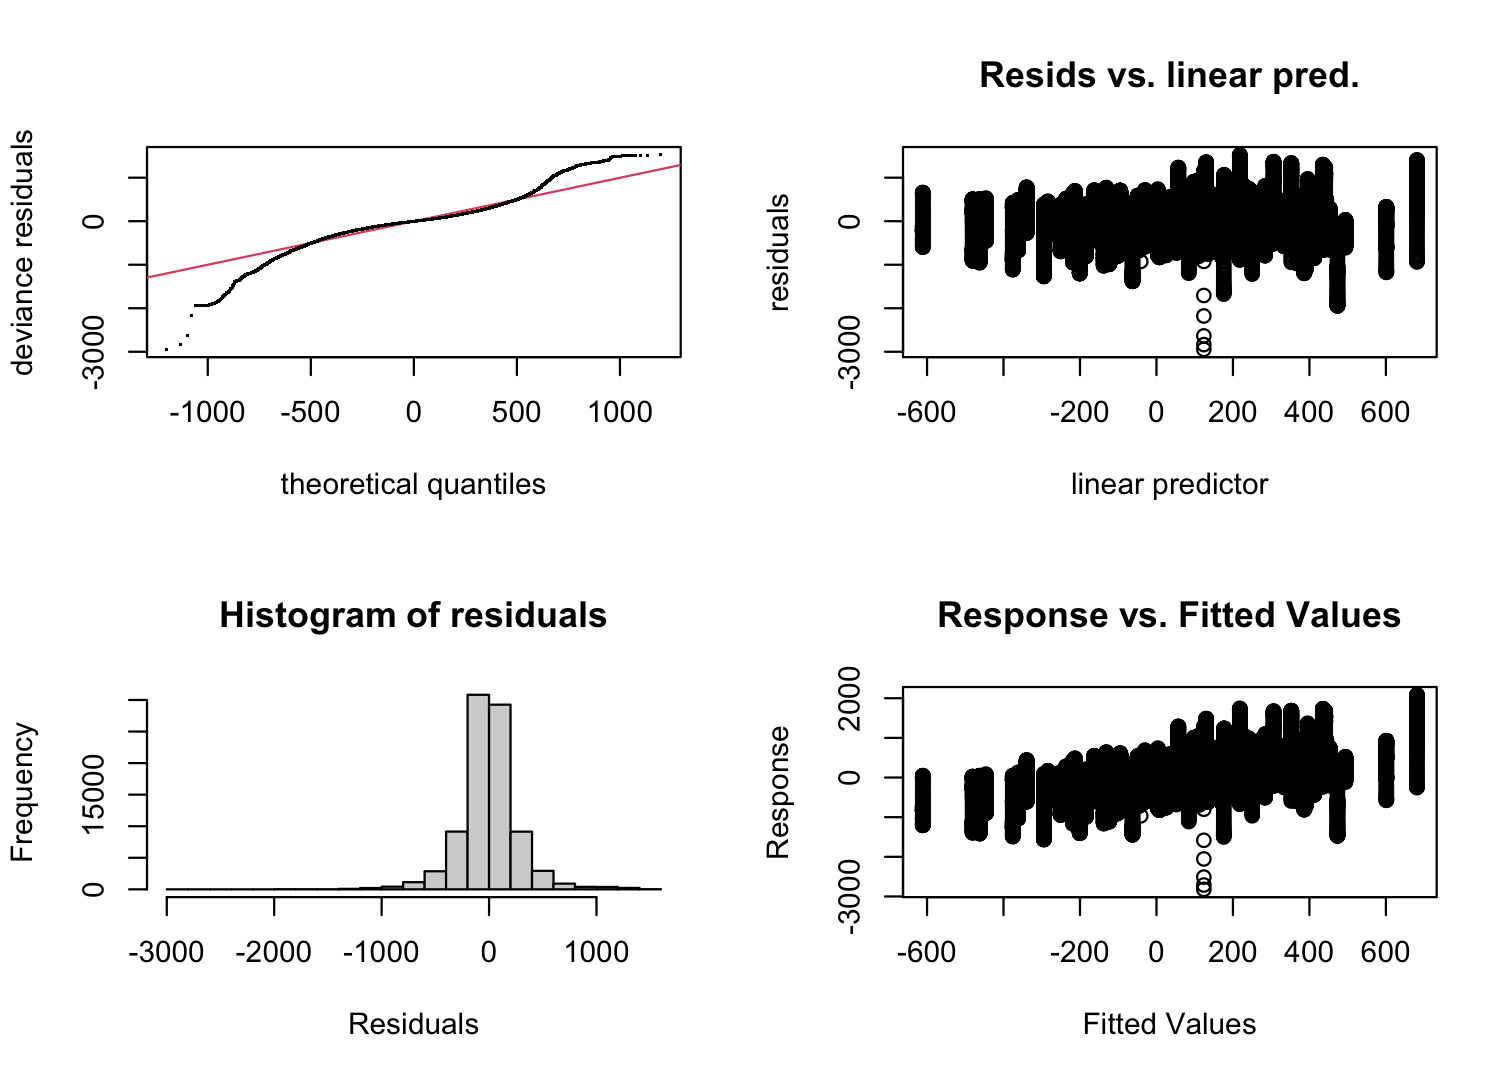 deviance residuals
0
-3000
-1000 -500 0 500 1000
theoretical quantiles
Resids vs. linear pred.
residuals
0
-3000
-600 -200 0 200 400 600
linear predictor
Histogram of residuals
Frequency
15000
0
-3000 -2000 -1000 0 1000
Residuals
Response vs. Fitted Values
Response
2000
0
-3000
-600 -200 0 200 400 600
Fitted Values